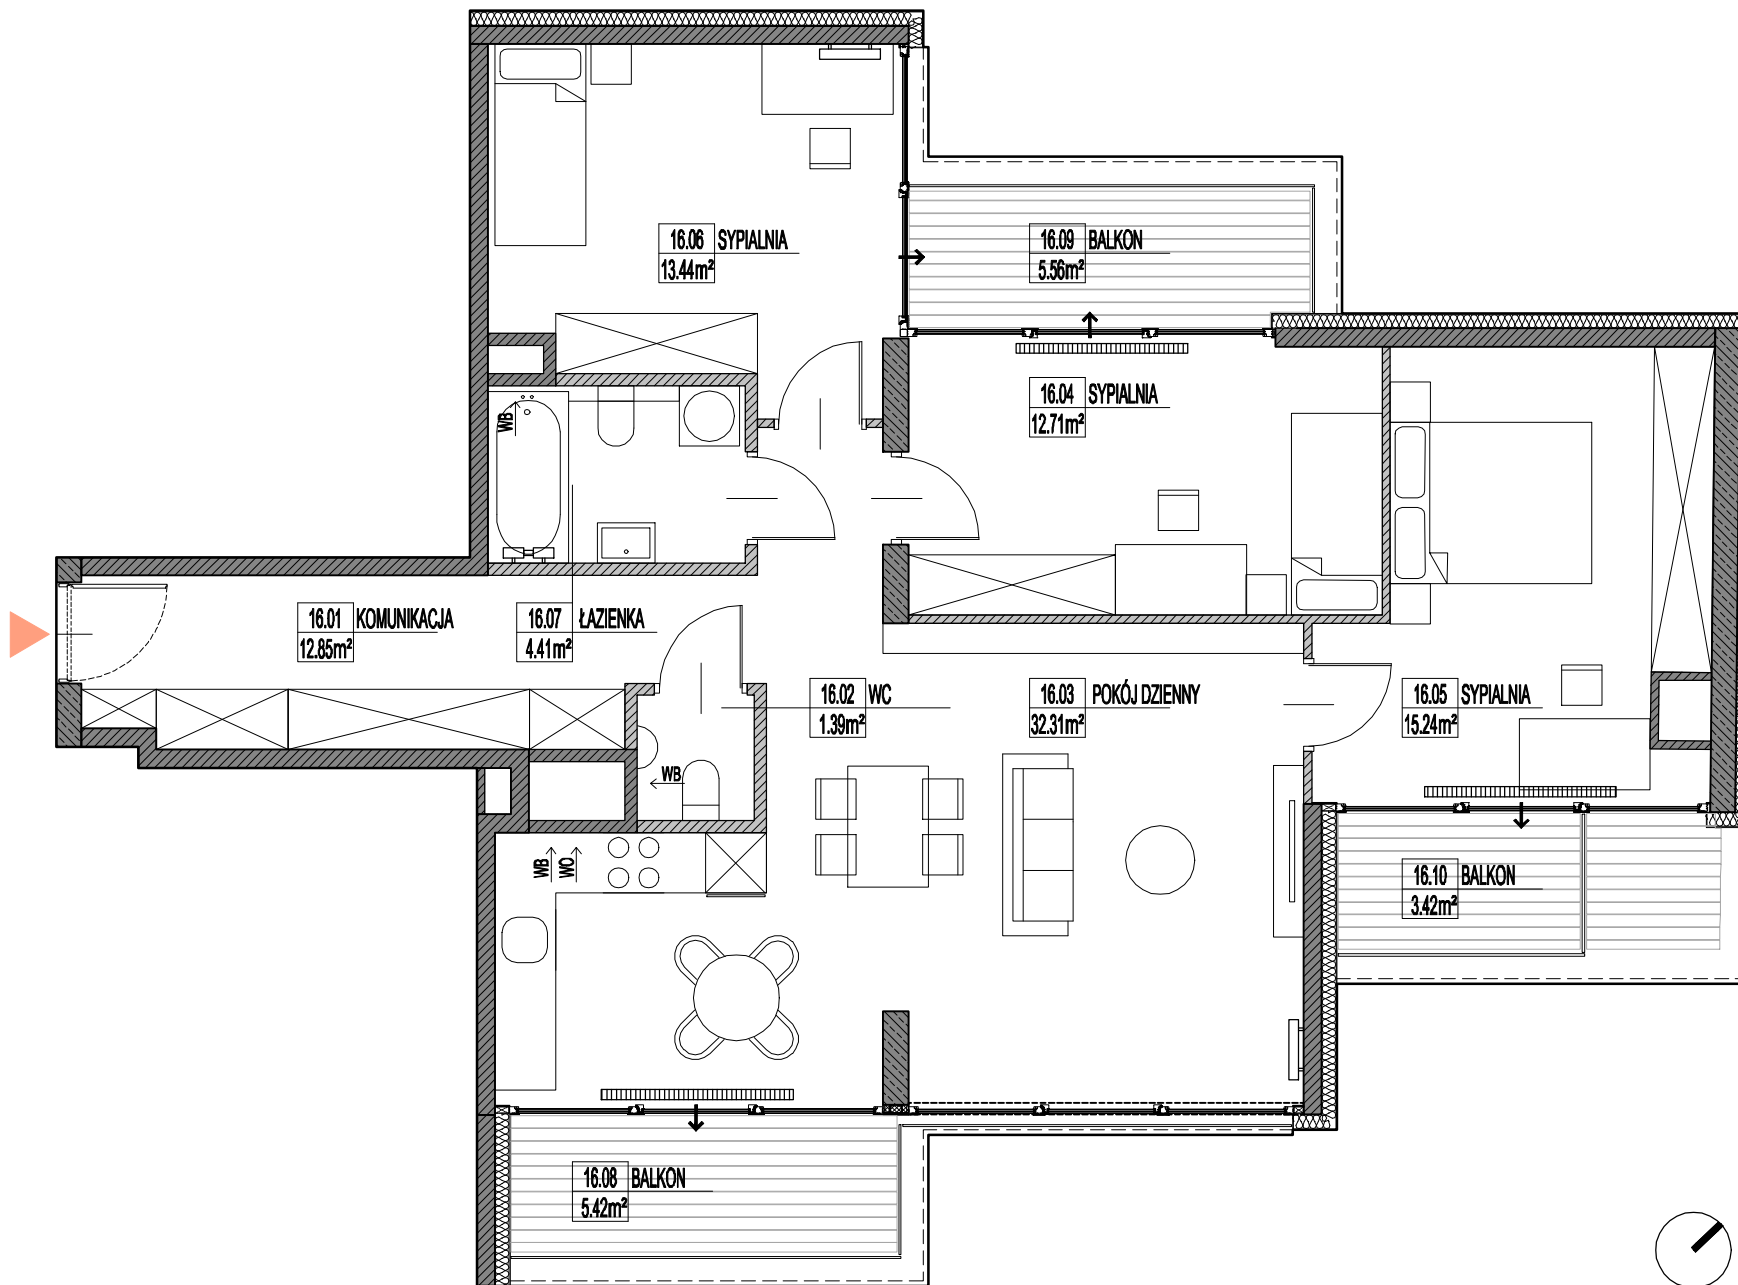 16.06 SYPIALNIA
13.44m²
16.09 BALKON
5.56m²
16.04 SYPIALNIA
12.71m²
WB
16.01 KOMUNIKACJA
12.85m²
16.07 ŁAZIENKA
4.41m²
16.02 WC
1.39m²
16.03 POKÓJ DZIENNY
32.31m²
16.05 SYPIALNIA
15.24m²
WB
WB
WO
16.10 BALKON
3.42m²
16.08 BALKON
5.42m²